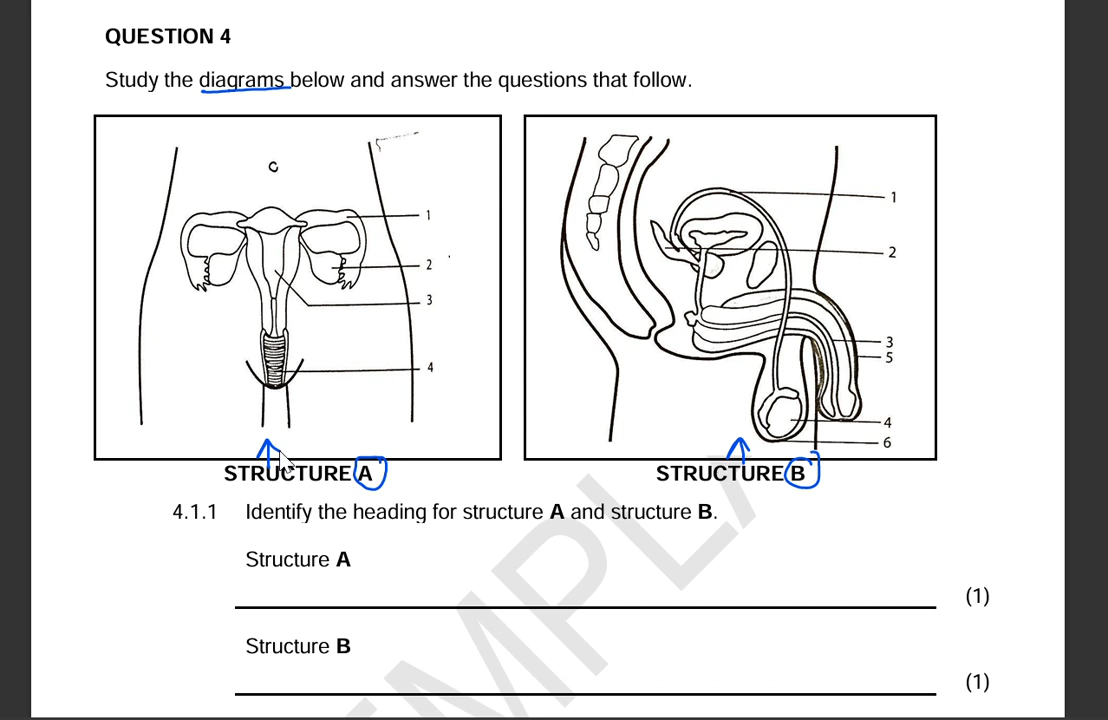 QUESTION 4
Study the diagrams below and answer the questions that follow.
C
1
2
3
4
1
2
3
5
4
6
STRUCTURE A
STRUCTURE B
4.1.1 Identify the heading for structure A and structure B.
Structure A
(1)
Structure B
(1)